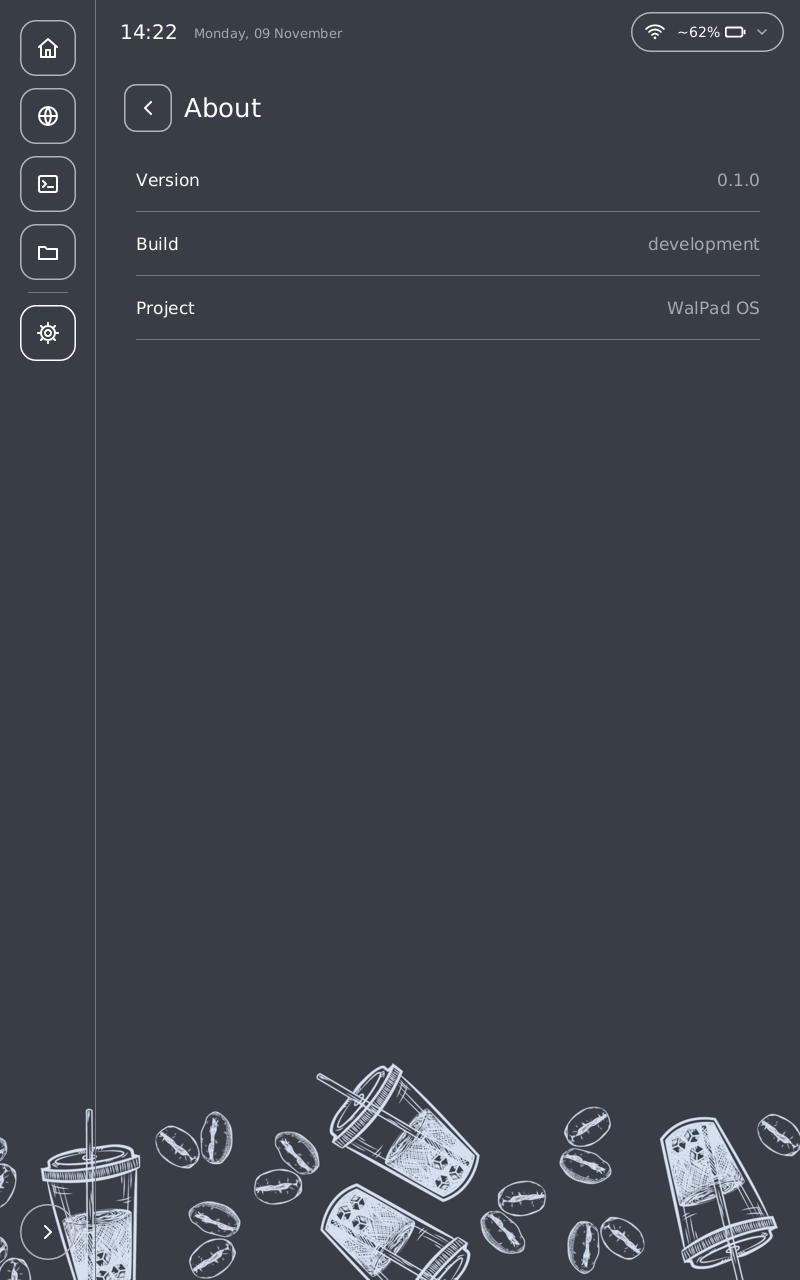 14:22 Monday, 09 November ~62%
About
Version 0.1.0
Build development
Project WalPad OS